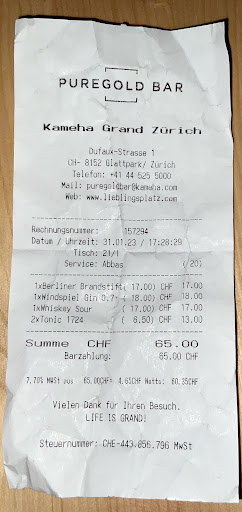 PUREGOLD BAR
Kameha Grand Zürich
Dufaux-Strasse 1
CH- 8152 Glattpark/ Zürich
Telefon: +41 44 525 5000
Mail: puregoldbar@kameha.com
Web: www.lieblingsplatz.com
Rechnungsnummer: 157294
Datum / Uhrzeit: 31.01.23 / 17:28:29
Tisch: 21/1
Service: Abbas (20)
1xBerliner Brandstift( 17.00) CHF 17.00
1xWindspiel Gin 0.7 ( 18.00) CHF 18.00
1xWhiskey Sour ( 17.00) CHF 17.00
2xTonic 1724 ( 6.50) CHF 13.00
Summe CHF 65.00
Barzahlung: 65.00 CHF
7,70% MWSt aus 65.00CHF= 4.65CHF Netto: 60.35CHF
Vielen Dank für Ihren Besuch.
LIFE IS GRAND!
Steuernummer: CHE-443.856.796 MwSt